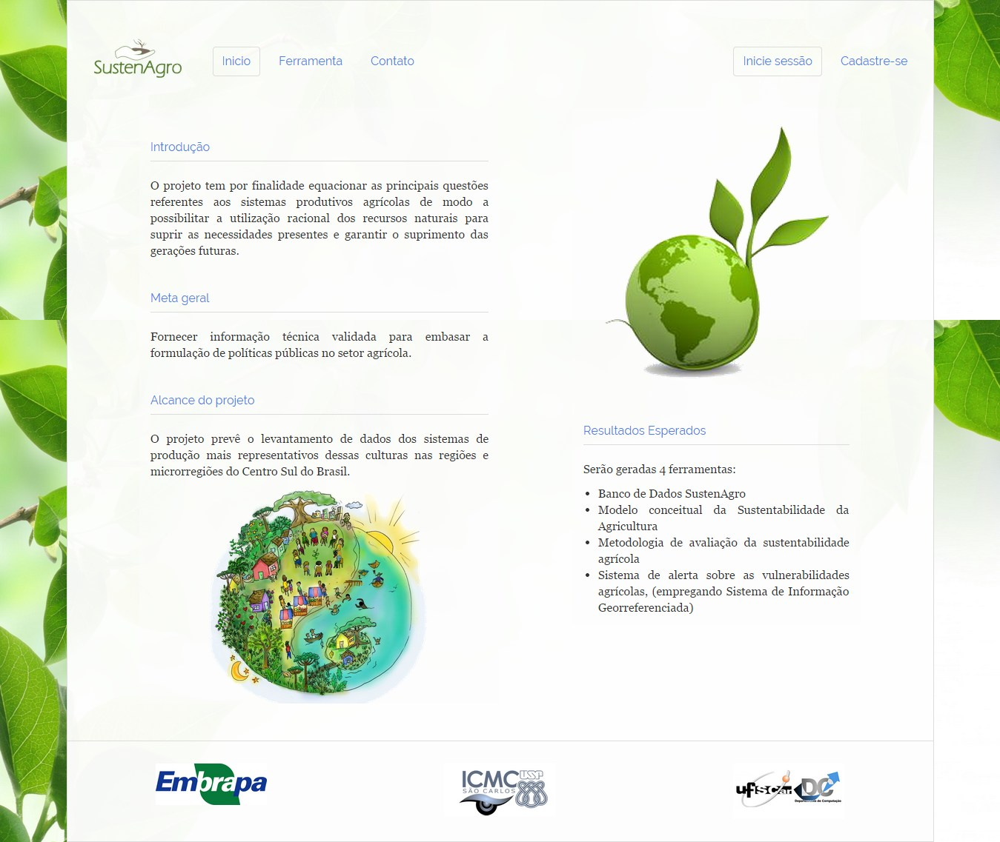 SustenAgro
Inicio
Ferramenta
Contato
Inicie sessão
Cadastre-se
Introdução
O projeto tem por finalidade equacionar as principais questões
referentes aos sistemas produtivos agrícolas de modo a
possibilitar a utilização racional dos recursos naturais para
suprir as necessidades presentes e garantir o suprimento das
gerações futuras.
Meta geral
Fornecer informação técnica validada para embasar a
formulação de políticas públicas no setor agrícola.
Alcance do projeto
O projeto prevê o levantamento de dados dos sistemas de
produção mais representativos dessas culturas nas regiões e
microrregiões do Centro Sul do Brasil.
Resultados Esperados
Serão geradas 4 ferramentas:
• Banco de Dados SustenAgro
• Modelo conceitual da Sustentabilidade da
Agricultura
• Metodologia de avaliação da sustentabilidade
agrícola
• Sistema de alerta sobre as vulnerabilidades
agrícolas, (empregando Sistema de Informação
Georreferenciada)
Embrapa
ICMC USP
SÃO CARLOS
ufscar DC
Departamento de Computação